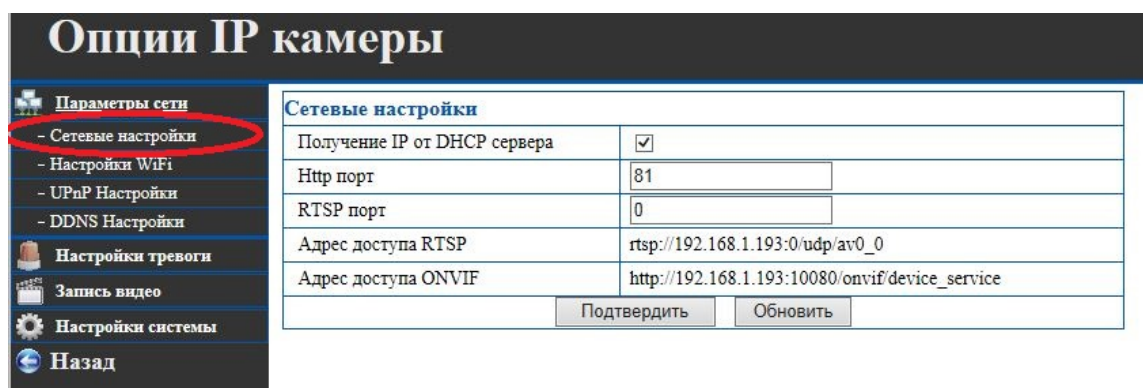 Опции IP камеры
Параметры сети
- Сетевые настройки
- Настройки WiFi
- UPnP Настройки
- DDNS Настройки
Настройки тревоги
Запись видео
Настройки системы
Назад
Сетевые настройки
Получение IP от DHCP сервера
Http порт 81
RTSP порт 0
Адрес доступа RTSP rtsp://192.168.1.193:0/udp/av0_0
Адрес доступа ONVIF http://192.168.1.193:10080/onvif/device_service
Подтвердить Обновить